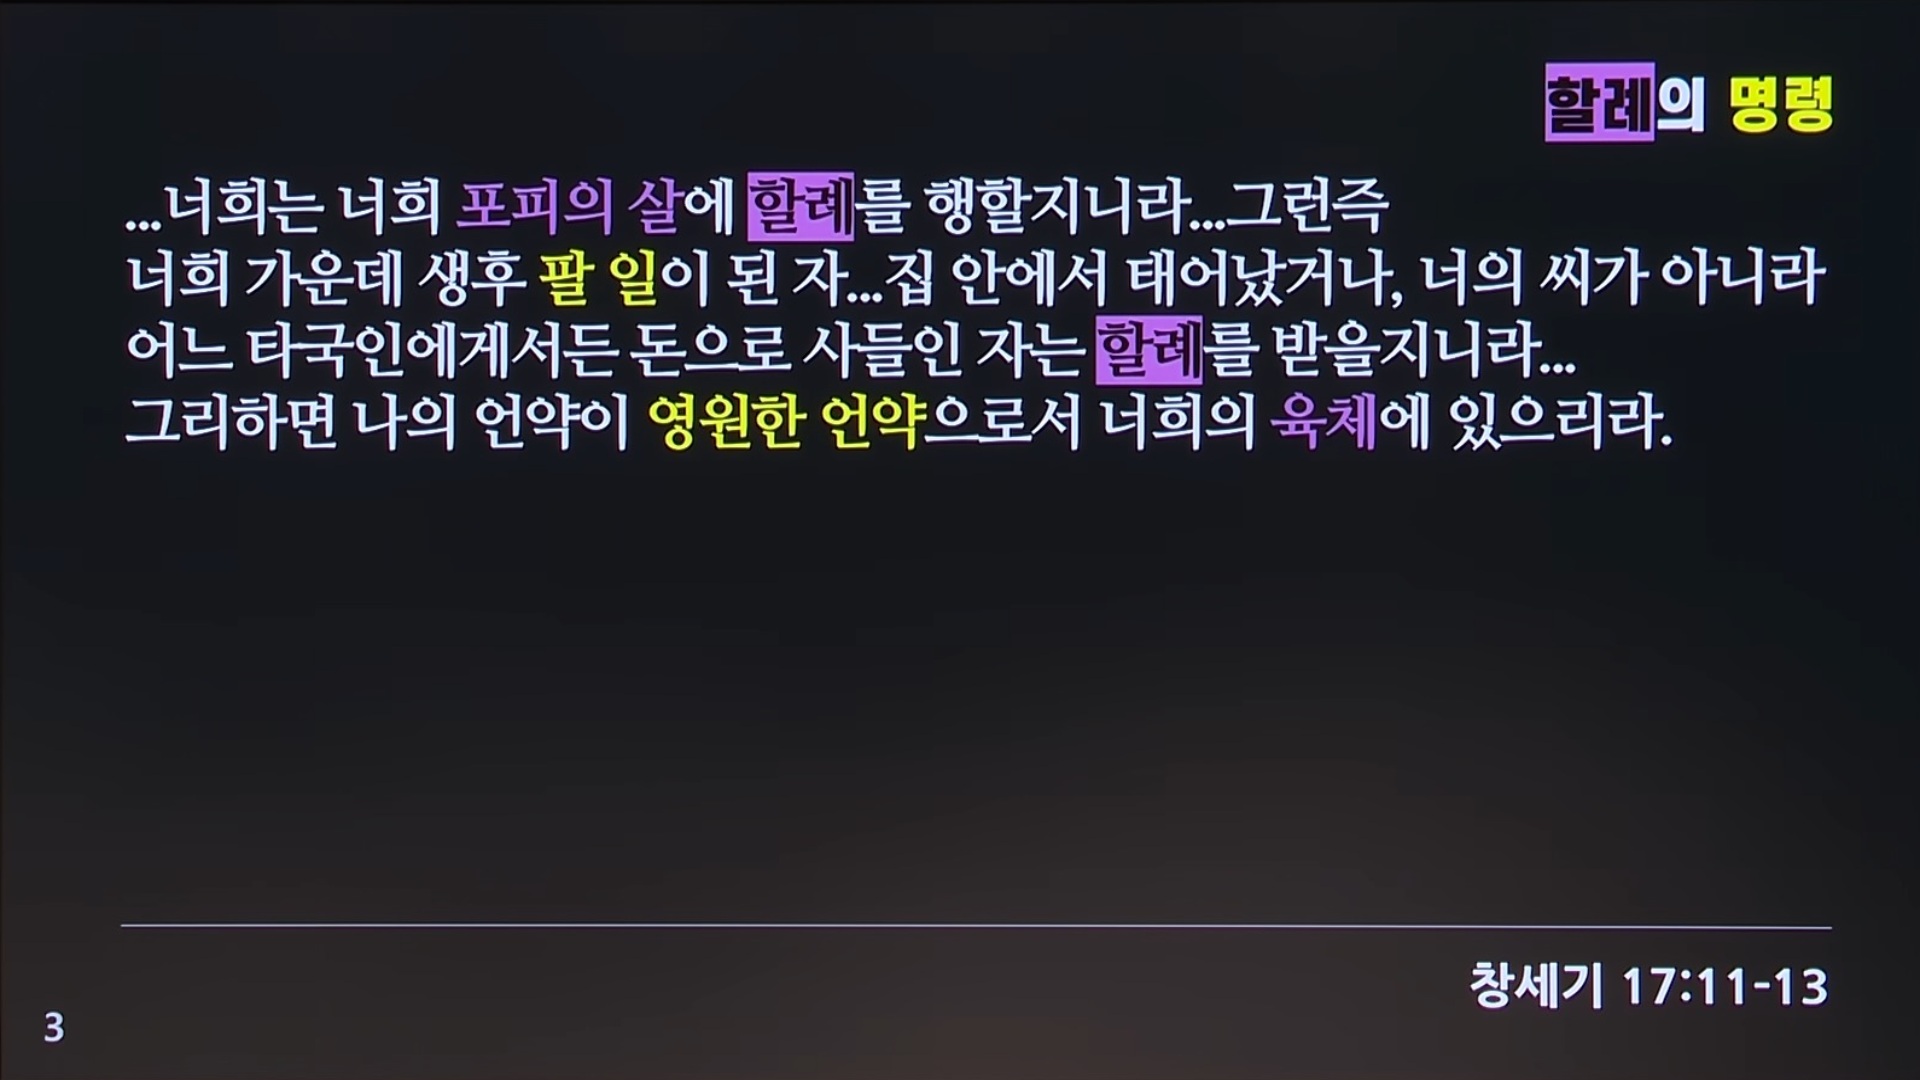 할례의 명령
...너희는 너희 포피의 살에 할례를 행할지니라...그런즉
너희 가운데 생후 팔 일이 된 자...집 안에서 태어났거나, 너의 씨가 아니라
어느 타국인에게서든 돈으로 사들인 자는 할례를 받을지니라...
그리하면 나의 언약이 영원한 언약으로서 너희의 육체에 있으리라.
창세기 17:11-13
3